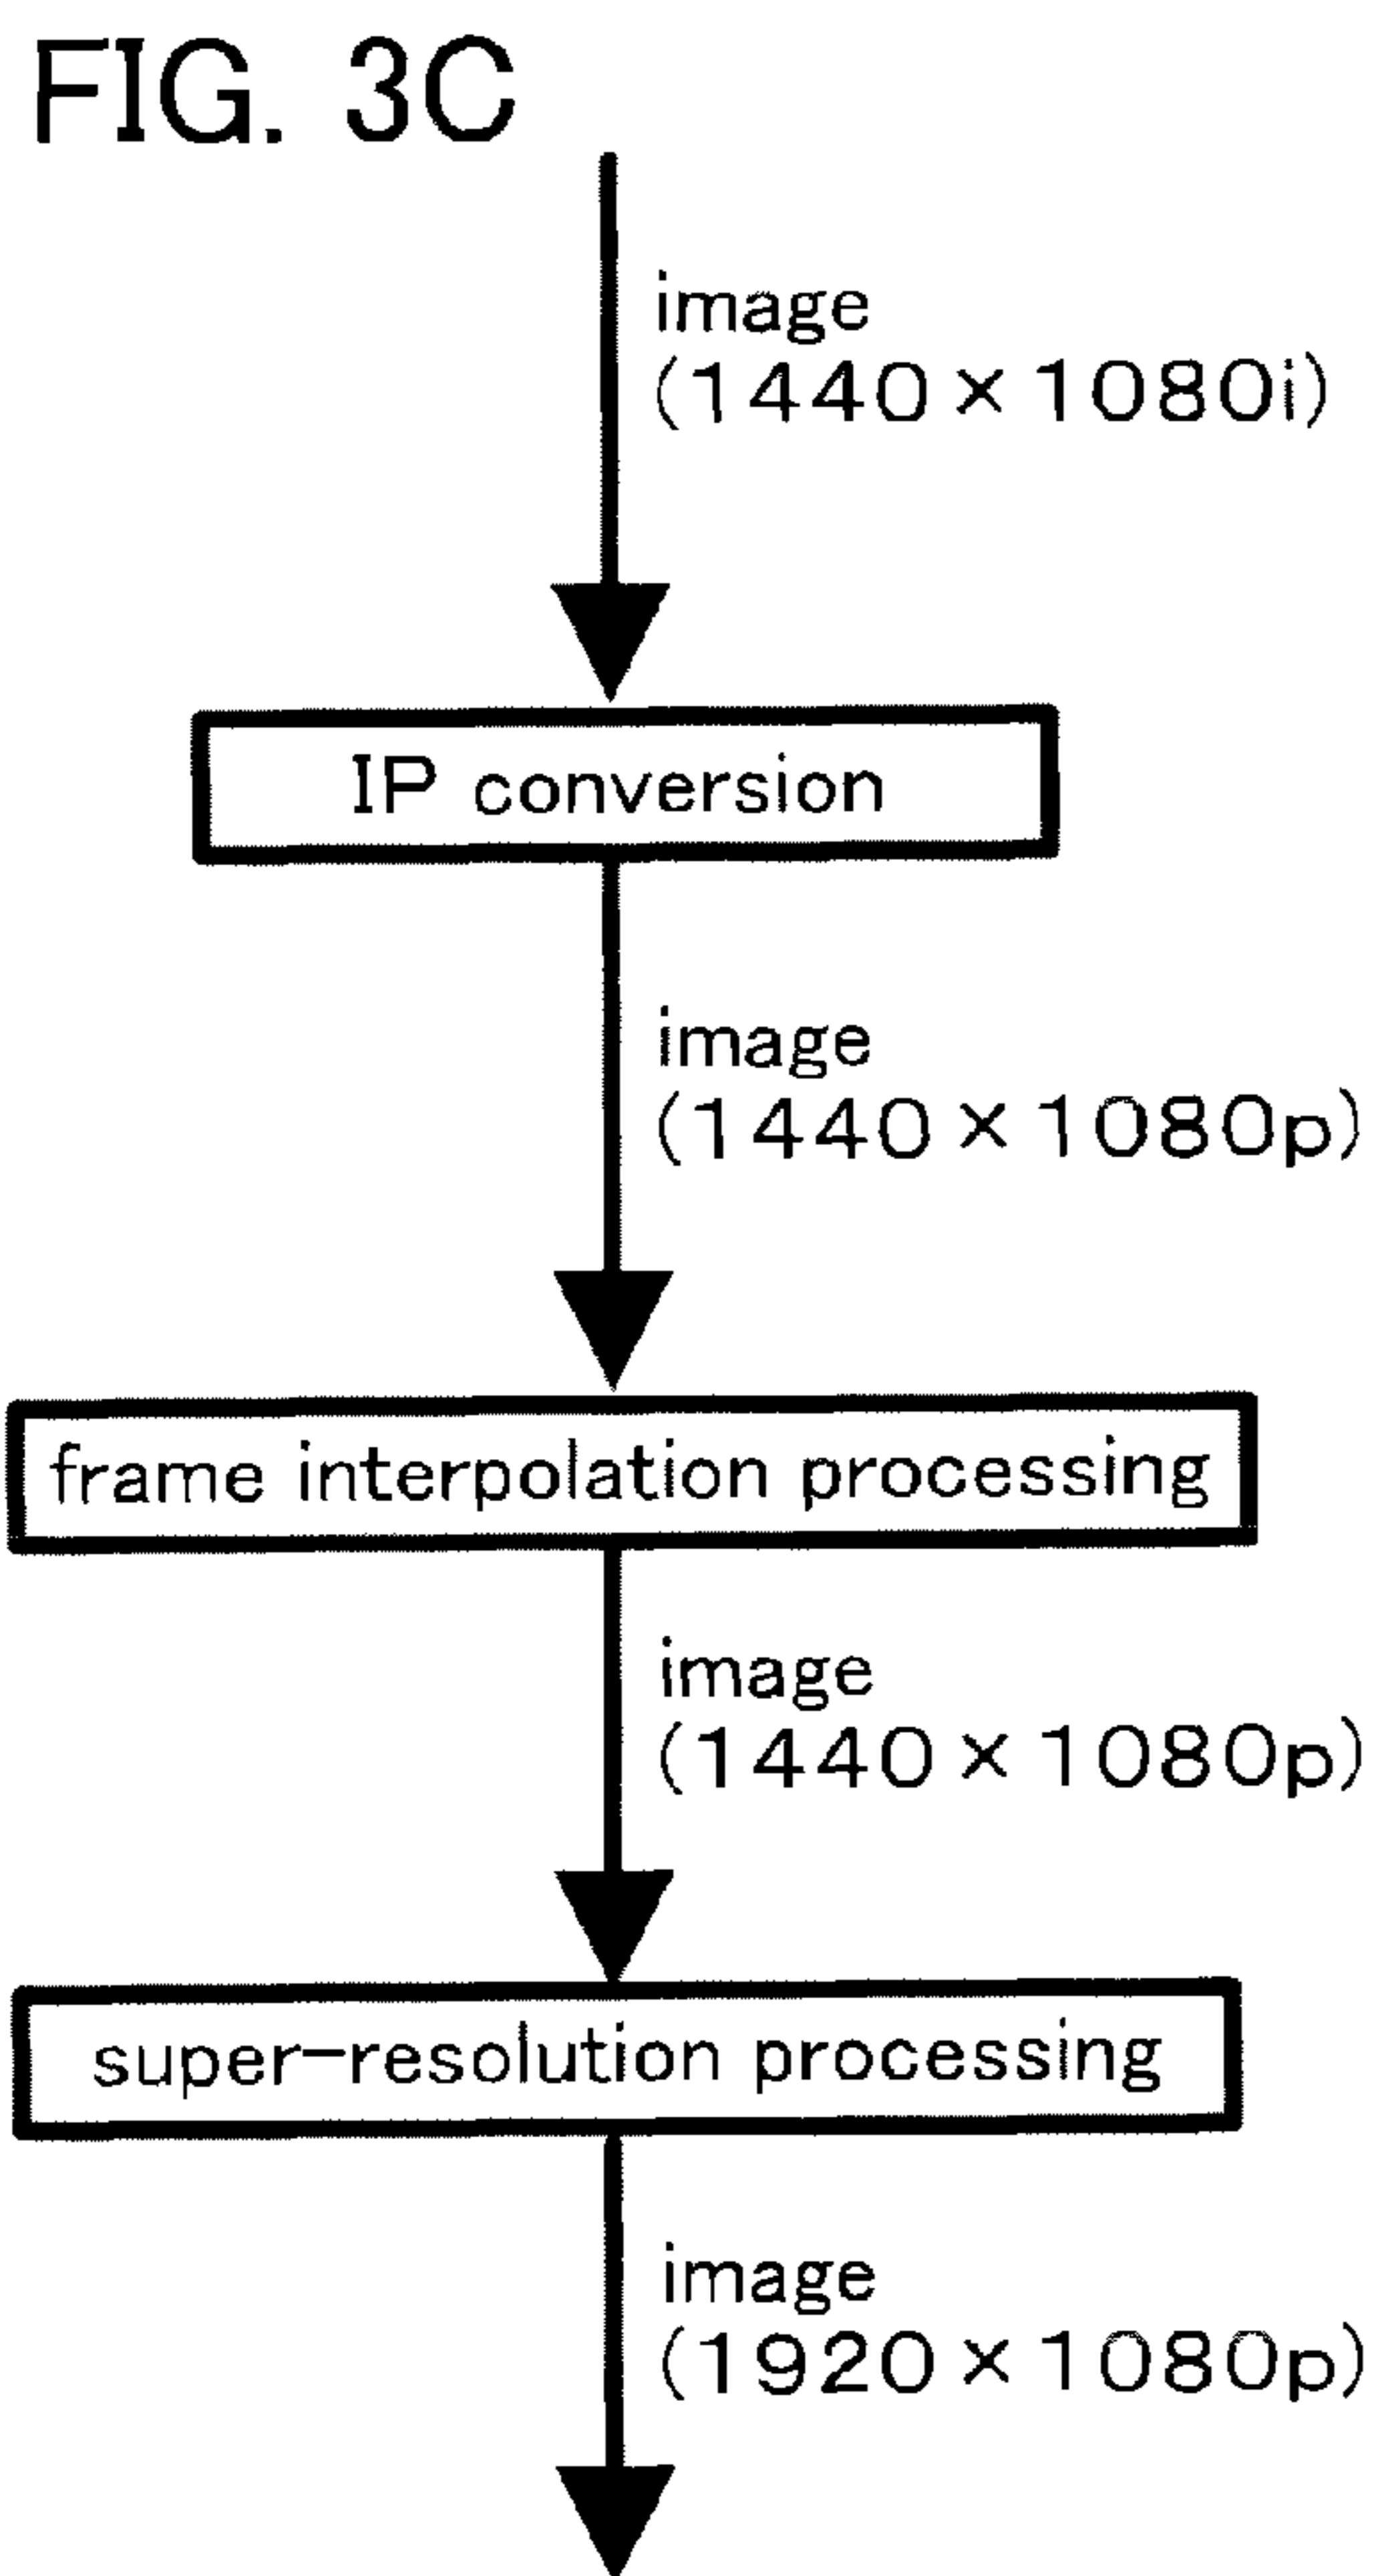 FIG. 3C
image
(1440×1080i)
IP conversion
image
(1440×1080p)
frame interpolation processing
image
(1440×1080p)
super-resolution processing
image
(1920×1080p)